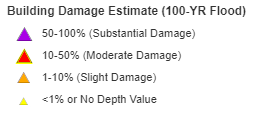 Building Damage Estimate (100-YR Flood)
50-100% (Substantial Damage)
10-50% (Moderate Damage)
1-10% (Slight Damage)
<1% or No Depth Value